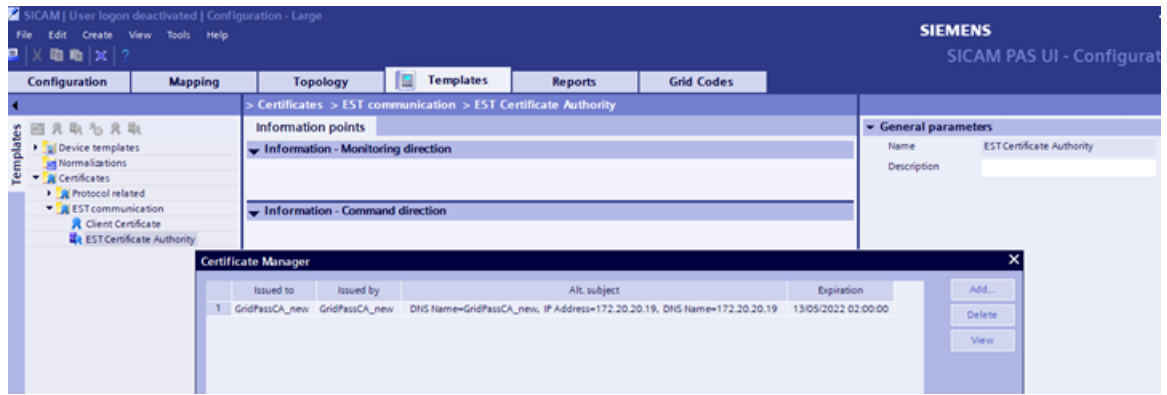 SICAM | User logon deactivated | Configuration - Large
File Edit Create View Tools Help
SIEMENS
SICAM PAS UI - Configurat
Configuration Mapping Topology Templates Reports Grid Codes
> Certificates > EST communication > EST Certificate Authority
Templates
Information points
Information - Monitoring direction
Information - Command direction
Device templates
Normalizations
Certificates
Protocol related
EST communication
Client Certificate
EST Certificate Authority
General parameters
Name EST Certificate Authority
Description
Certificate Manager X
Issued to Issued by Alt. subject Expiration
1 GridPassCA_new GridPassCA_new DNS Name=GridPassCA_new, IP Address=172.20.20.19, DNS Name=172.20.20.19 13/05/2022 02:00:00
Add...
Delete
View